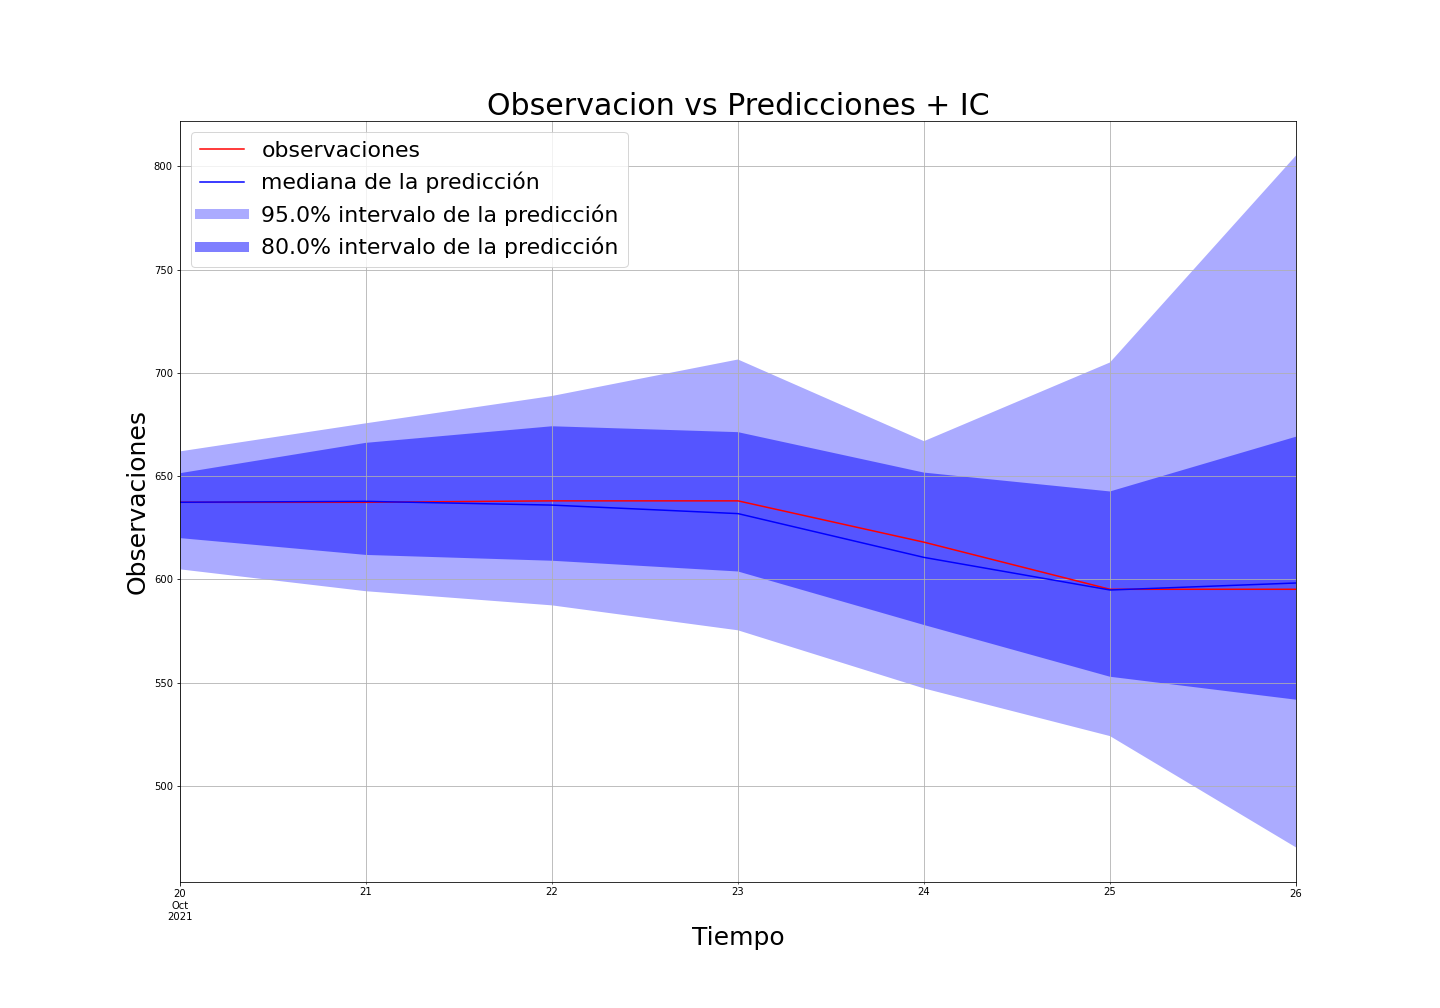 Observacion vs Predicciones + IC
observaciones
mediana de la predicción
95.0% intervalo de la predicción
80.0% intervalo de la predicción
Observaciones
800
750
700
650
600
550
500
20 21 22 23 24 25 26
Oct
2021
Tiempo